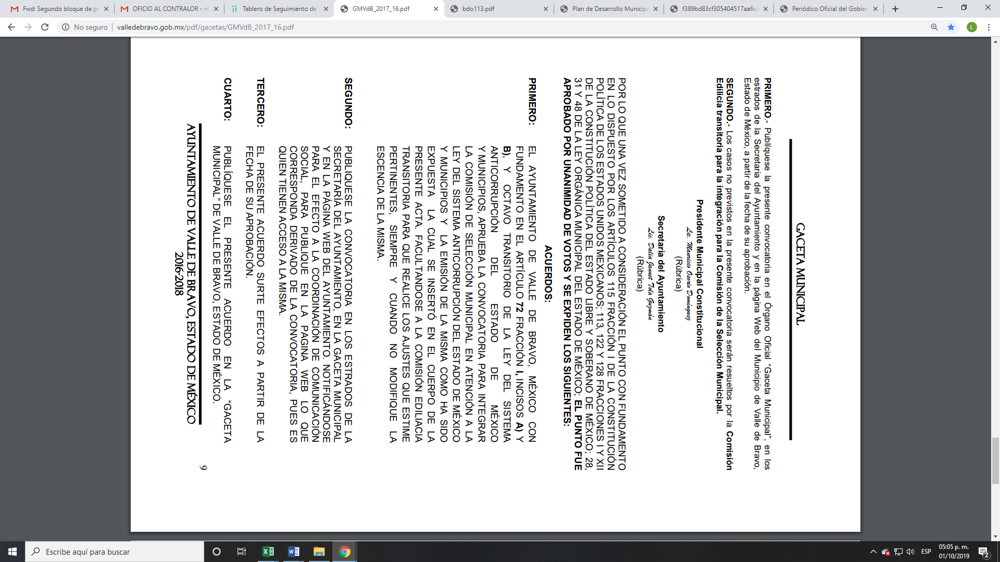 Fwd: Segundo bloque de pr
OFICIO AL CONTRALOR - m
Tablero de Seguimiento de
GMVdB_2017_16.pdf
bdo113.pdf
Plan de Desarrollo Municipa
f389bd83cf305404517aa6c
Periódico Oficial del Gobier
No seguro
valledebravo.gob.mx/pdf/gacetas/GMVdB_2017_16.pdf
L
GACETA MUNICIPAL
PRIMERO.- Publíquese la presente convocatoria en el Órgano Oficial “Gaceta Municipal”, en los
estrados de la Secretaria del Ayuntamiento y en la página Web del Municipio de Valle de Bravo,
Estado de México, a partir de la fecha de su aprobación.
SEGUNDO.- Los casos no previstos en la presente convocatoria serán resueltos por la Comisión
Edilicia transitoria para la integración para la Comisión de la Selección Municipal.
Presidente Municipal Constitucional
Lic. Mauricio Osorio Domínguez
(Rúbrica)
Secretaria del Ayuntamiento
Lic. Dalia Jannet Tola Guzmán
(Rúbrica)
POR LO QUE UNA VEZ SOMETIDO A CONSIDERACIÓN EL PUNTO CON FUNDAMENTO
EN LO DISPUESTO POR LOS ARTÍCULOS 115 FRACCIÓN I DE LA CONSTITUCIÓN
POLÍTICA DE LOS ESTADOS UNIDOS MEXICANOS; 113, 122 Y 128 FRACCIONES I Y XII
DE LA CONSTITUCIÓN POLÍTICA DEL ESTADO LIBRE Y SOBERANO DE MÉXICO; 28,
31 Y 48 DE LA LEY ORGÁNICA MUNICIPAL DEL ESTADO DE MÉXICO; EL PUNTO FUE
APROBADO POR UNANIMIDAD DE VOTOS Y SE EXPIDEN LOS SIGUIENTES:
ACUERDOS:
PRIMERO: EL AYUNTAMIENTO DE VALLE DE BRAVO, MÉXICO CON
FUNDAMENTO EN EL ARTÍCULO 72 FRACCIÓN I, INCISOS A) Y
B), Y OCTAVO TRANSITORIO DE LA LEY DEL SISTEMA
ANTICORRUPCIÓN DEL ESTADO DE MÉXICO
Y MUNICIPIOS, APRUEBA LA CONVOCATORIA PARA INTEGRAR
LA COMISIÓN DE SELECCIÓN MUNICIPAL EN ATENCIÓN A LA
LEY DEL SISTEMA ANTICORRUPCIÓN DEL ESTADO DE MÉXICO
Y MUNICIPIOS Y LA EMISIÓN DE LA MISMA COMO HA SIDO
EXPUESTA LA CUAL SE INSERTÓ EN EL CUERPO DE LA
PRESENTE ACTA. FACULTANDOSE A LA COMISIÓN EDILIACIA
TRANSITORIA PARA QUE REALICE LOS AJUSTES QUE ESTIME
PERTINENTES, SIEMPRE Y CUANDO NO MODIFIQUE LA
ESCENCIA DE LA MISMA.
SEGUNDO: PUBLIQUESE LA CONVOCATORIA EN LOS ESTRADOS DE LA
SECRETARÍA DEL AYUNTAMIENTO, EN LA GACETA MUNICIPAL
Y EN LA PÁGINA WEB DEL AYUNTAMIENTO. NOTIFICÁNDOSE
PARA EL EFECTO A LA COORDINACIÓN DE COMUNICACIÓN
SOCIAL, PARA PUBLIQUE EN LA PAGINA WEB LO QUE
CORRESPONDA DERIVADO DE LA CONVOCATORIA, PUES ES
QUIEN TIENEN ACCESO A LA MISMA.
TERCERO: EL PRESENTE ACUERDO SURTE EFECTOS A PARTIR DE LA
FECHA DE SU APROBACIÓN.
CUARTO: PUBLÍQUESE EL PRESENTE ACUERDO EN LA “GACETA
MUNICIPAL” DE VALLE DE BRAVO, ESTADO DE MÉXICO.
9
AYUNTAMIENTO DE VALLE DE BRAVO, ESTADO DE MÉXICO
2016-2018
Escribe aquí para buscar
ESP
05:05 p. m.
01/10/2019
2